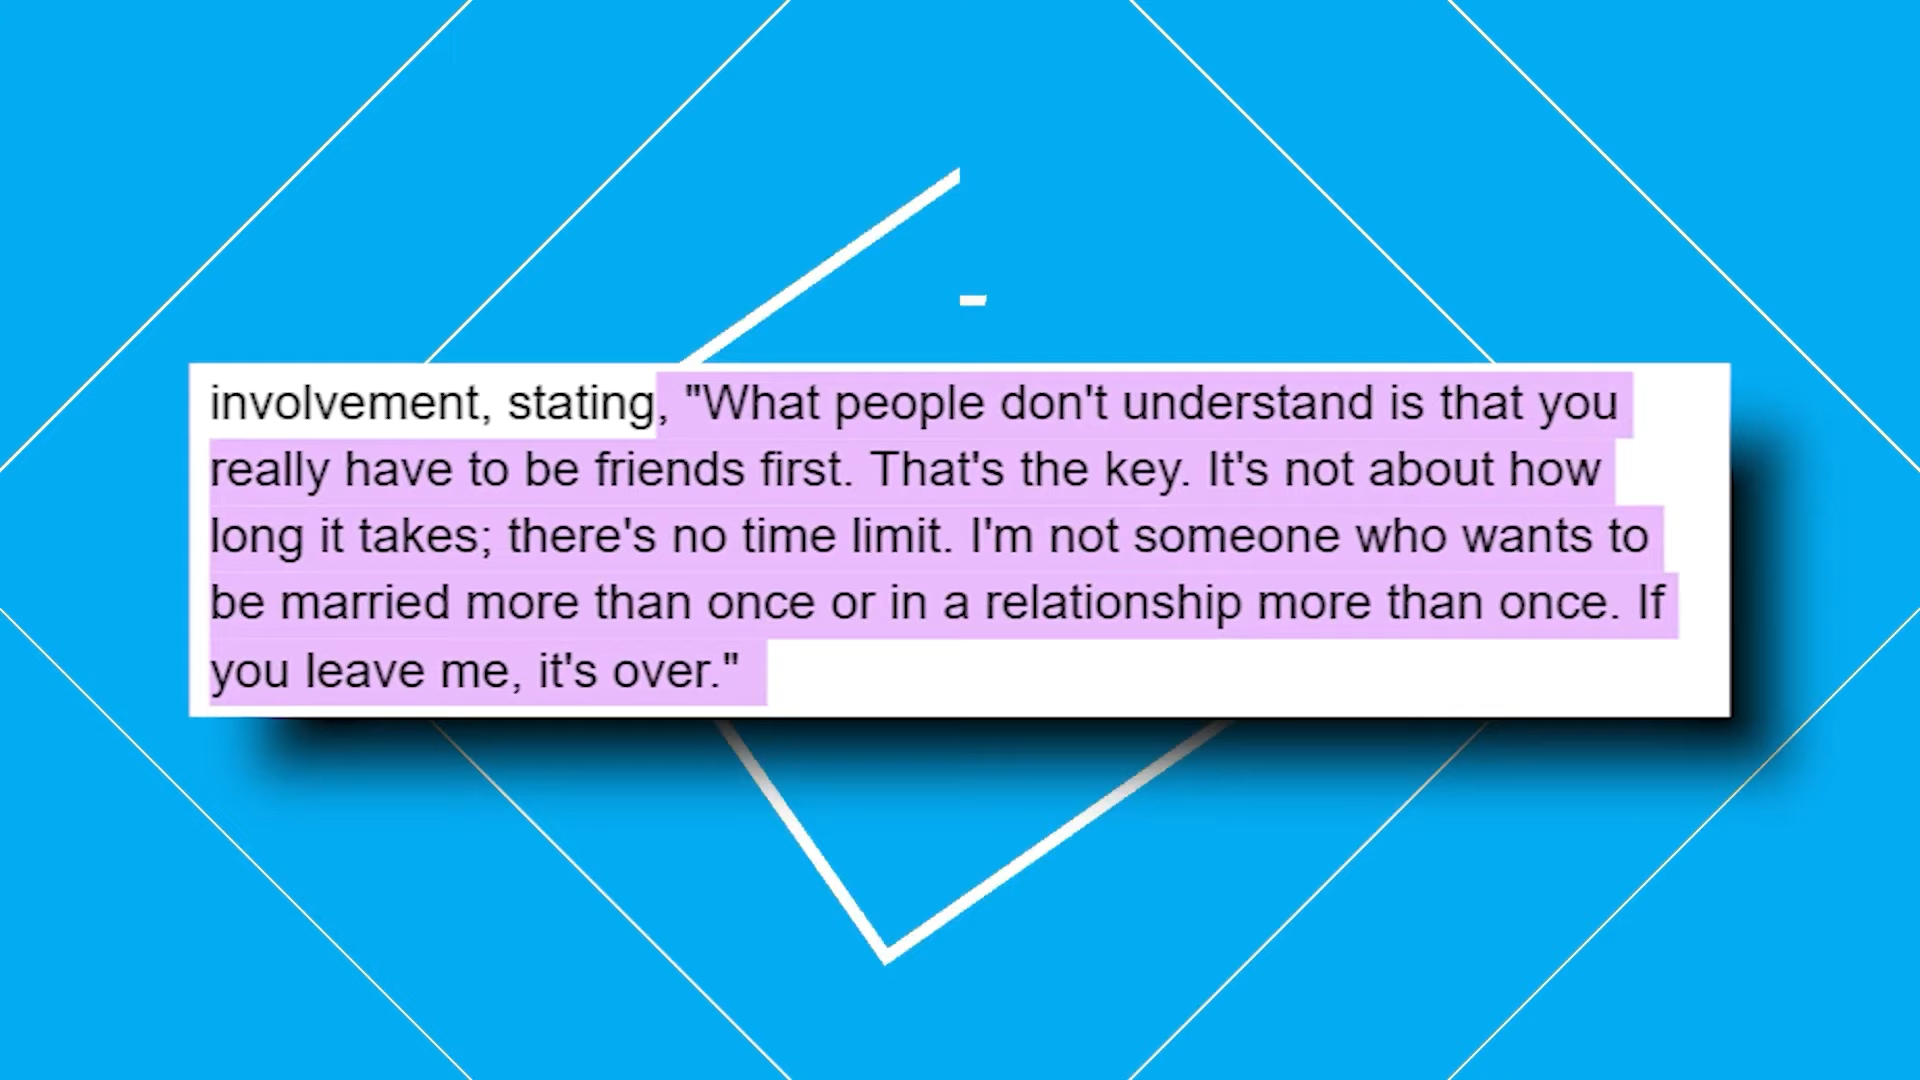 involvement, stating, "What people don't understand is that you
really have to be friends first. That's the key. It's not about how
long it takes; there's no time limit. I'm not someone who wants to
be married more than once or in a relationship more than once. If
you leave me, it's over."